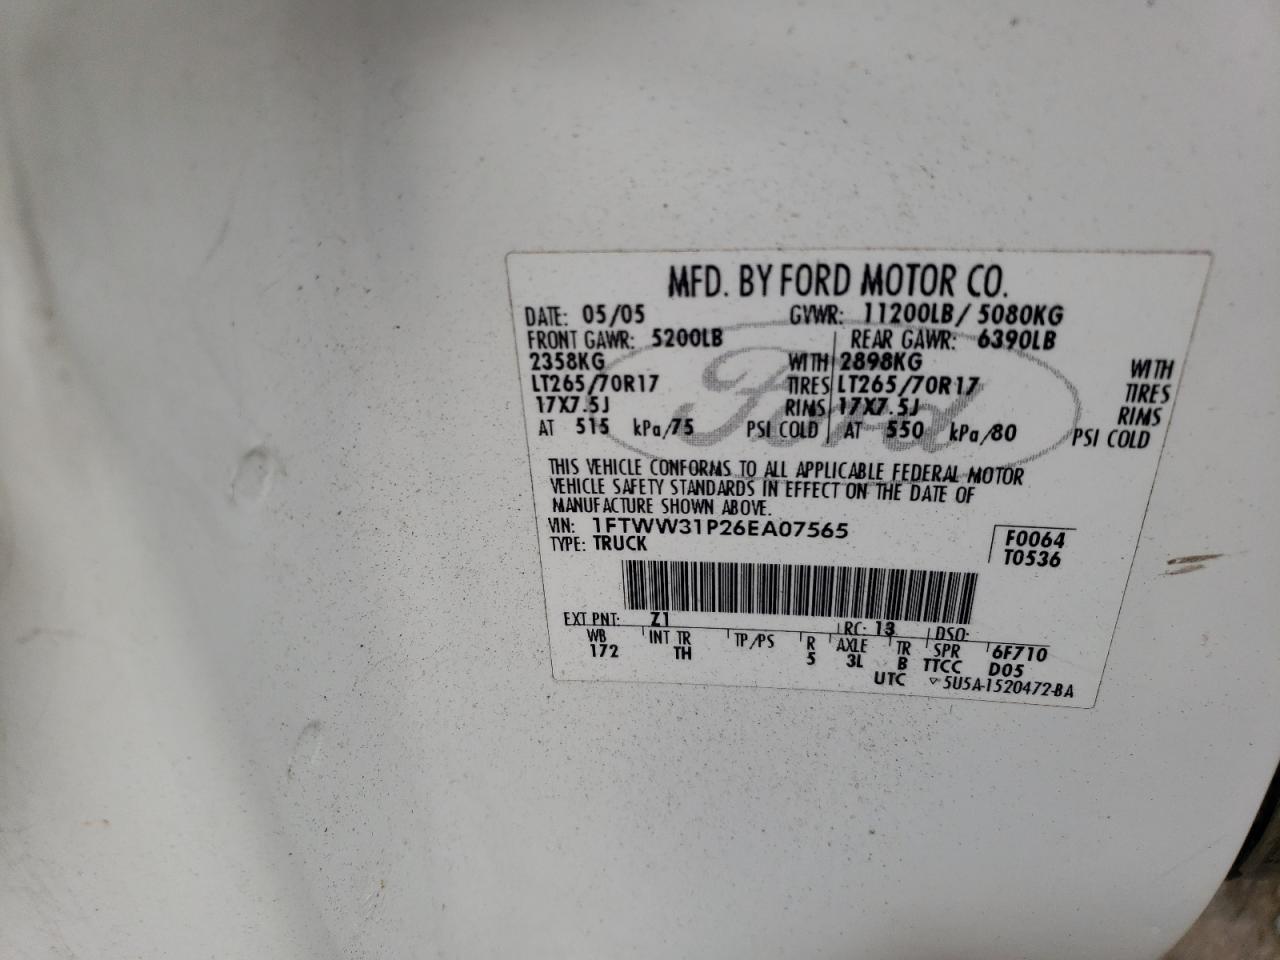 MFD. BY FORD MOTOR CO.
DATE: 05/05 GVWR: 11200LB/ 5080KG
FRONT GAWR: 5200LB REAR GAWR: 6390LB
2358KG WITH 2898KG WITH
LT265/70R17 TIRES LT265/70R17 TIRES
17X7.5J RIMS 17X7.5J RIMS
AT 515 kPa/75 PSI COLD AT 550 kPa/80 PSI COLD
Ford
THIS VEHICLE CONFORMS TO ALL APPLICABLE FEDERAL MOTOR
VEHICLE SAFETY STANDARDS IN EFFECT ON THE DATE OF
MANUFACTURE SHOWN ABOVE.
VIN: 1FTWW31P26EA07565
TYPE: TRUCK
F0064
T0536
EXT PNT: Z1 RC: 13 DSO:
WB INT TR TP/PS R AXLE TR SPR 6F710
172 TH 5 3L B TTCC D05
UTC ▽5U5A-1520472-BA